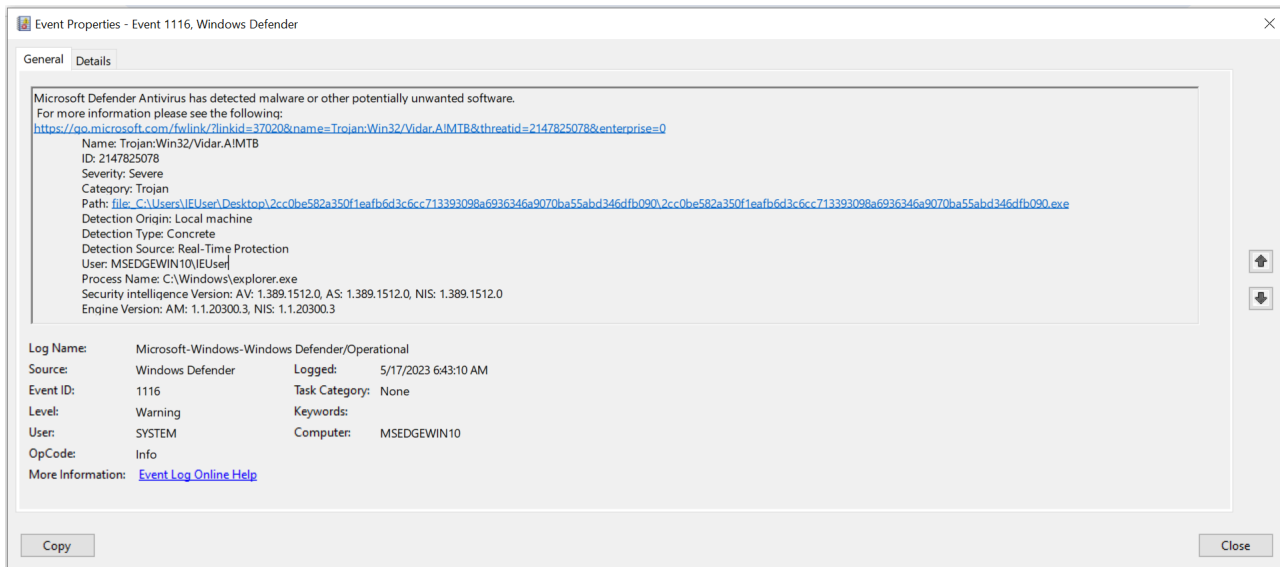 Event Properties - Event 1116, Windows Defender
General Details
Microsoft Defender Antivirus has detected malware or other potentially unwanted software.
For more information please see the following:
https://go.microsoft.com/fwlink/?linkid=37020&name=Trojan:Win32/Vidar.A!MTB&threatid=2147825078&enterprise=0
Name: Trojan:Win32/Vidar.A!MTB
ID: 2147825078
Severity: Severe
Category: Trojan
Path: file:_C:\Users\IEUser\Desktop\2cc0be582a350f1eafb6d3c6cc713393098a6936346a9070ba55abd346dfb090\2cc0be582a350f1eafb6d3c6cc713393098a6936346a9070ba55abd346dfb090.exe
Detection Origin: Local machine
Detection Type: Concrete
Detection Source: Real-Time Protection
User: MSEDGEWIN10\IEUser
Process Name: C:\Windows\explorer.exe
Security intelligence Version: AV: 1.389.1512.0, AS: 1.389.1512.0, NIS: 1.389.1512.0
Engine Version: AM: 1.1.20300.3, NIS: 1.1.20300.3
Log Name: Microsoft-Windows-Windows Defender/Operational
Source: Windows Defender Logged: 5/17/2023 6:43:10 AM
Event ID: 1116 Task Category: None
Level: Warning Keywords:
User: SYSTEM Computer: MSEDGEWIN10
OpCode: Info
More Information: Event Log Online Help
Copy Close